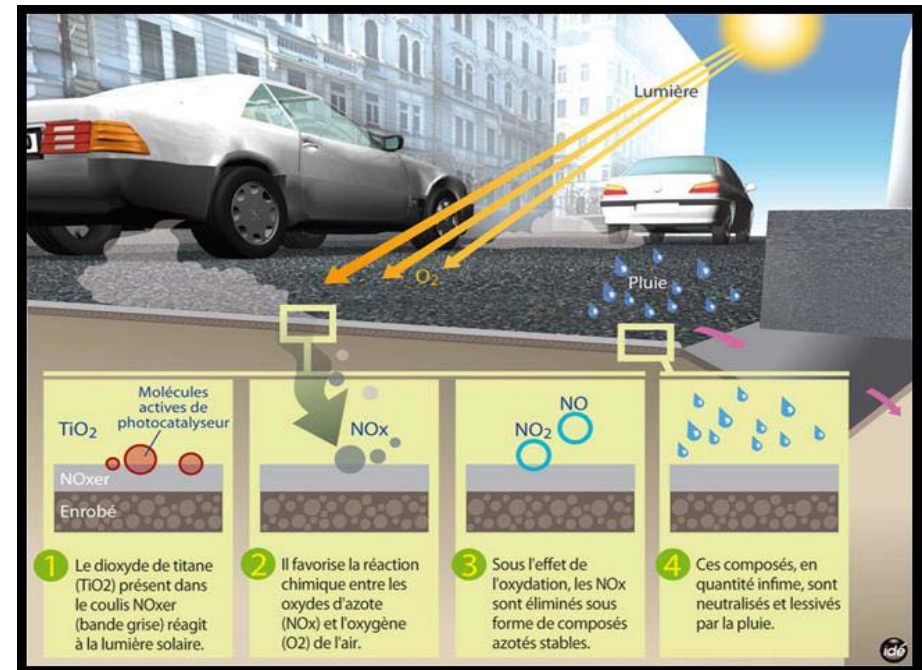 Lumière
O2
Pluie
Molécules
actives de
photocatalyseur
TiO2
NOxer
Enrobé
1 Le dioxyde de titane
(TiO2) présent dans
le coulis NOxer
(bande grise) réagit
à la lumière solaire.
NOx
2 Il favorise la réaction
chimique entre les
oxydes d'azote
(NOx) et l'oxygène
(O2) de l'air.
NO
NO2
3 Sous l'effet de
l'oxydation, les NOx
sont éliminés sous
forme de composés
azotés stables.
4 Ces composés, en
quantité infime, sont
neutralisés et lessivés
par la pluie.
idé